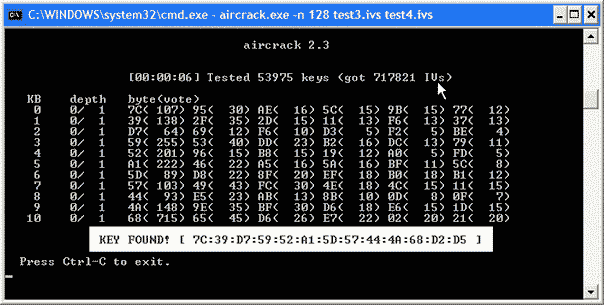 C:\WINDOWS\system32\cmd.exe - aircrack.exe -n 128 test3.ivs test4.ivs
aircrack 2.3
[00:00:06] Tested 53975 keys (got 717821 IVs)
KB depth byte(vote)
0 0/ 1 7C( 107) 95( 30) AE( 16) 5C( 15) 9B( 15) 77( 12)
1 0/ 1 39( 138) 2F( 35) 2D( 15) 11( 13) F6( 13) 37( 13)
2 0/ 1 D7( 64) 69( 12) F6( 10) D3( 5) F2( 5) BE( 4)
3 0/ 1 59( 255) 53( 40) DD( 23) B2( 16) DC( 13) 79( 11)
4 0/ 1 52( 201) 96( 15) B8( 15) 19( 12) A0( 5) FD( 5)
5 0/ 1 A1( 222) 46( 22) A5( 16) 5A( 16) BF( 11) 5C( 8)
6 0/ 1 5D( 89) D8( 22) 8F( 20) EF( 18) B0( 18) B1( 12)
7 0/ 1 57( 103) 49( 43) FC( 30) 4E( 18) 4C( 15) 11( 15)
8 0/ 1 44( 93) E5( 23) AB( 13) 8B( 10) 0D( 8) 0F( 7)
9 0/ 1 4A( 148) 9E( 35) BF( 30) D6( 18) E6( 15) 1D( 15)
10 0/ 1 68( 715) 65( 45) D6( 26) E7( 22) 02( 20) 21( 20)
KEY FOUND! [ 7C:39:D7:59:52:A1:5D:57:44:4A:68:D2:D5 ]
Press Ctrl-C to exit.